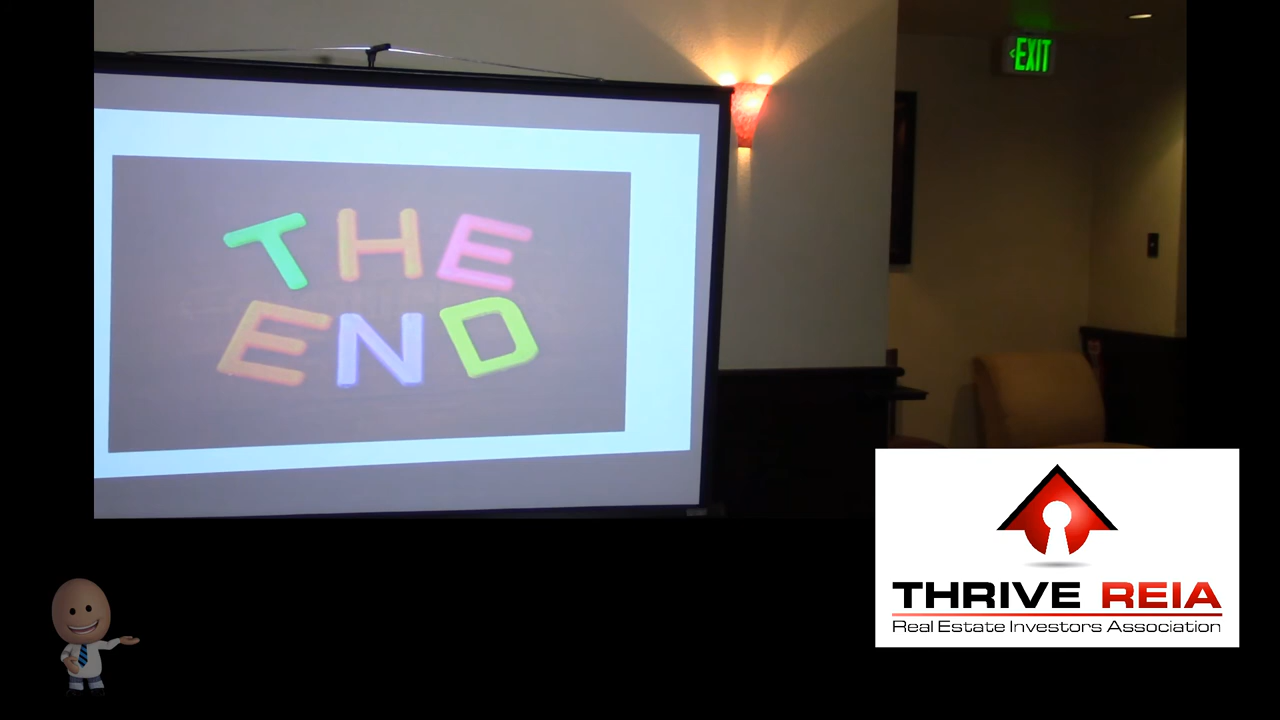 THE
END
EXIT
THRIVE REIA
Real Estate Investors Association